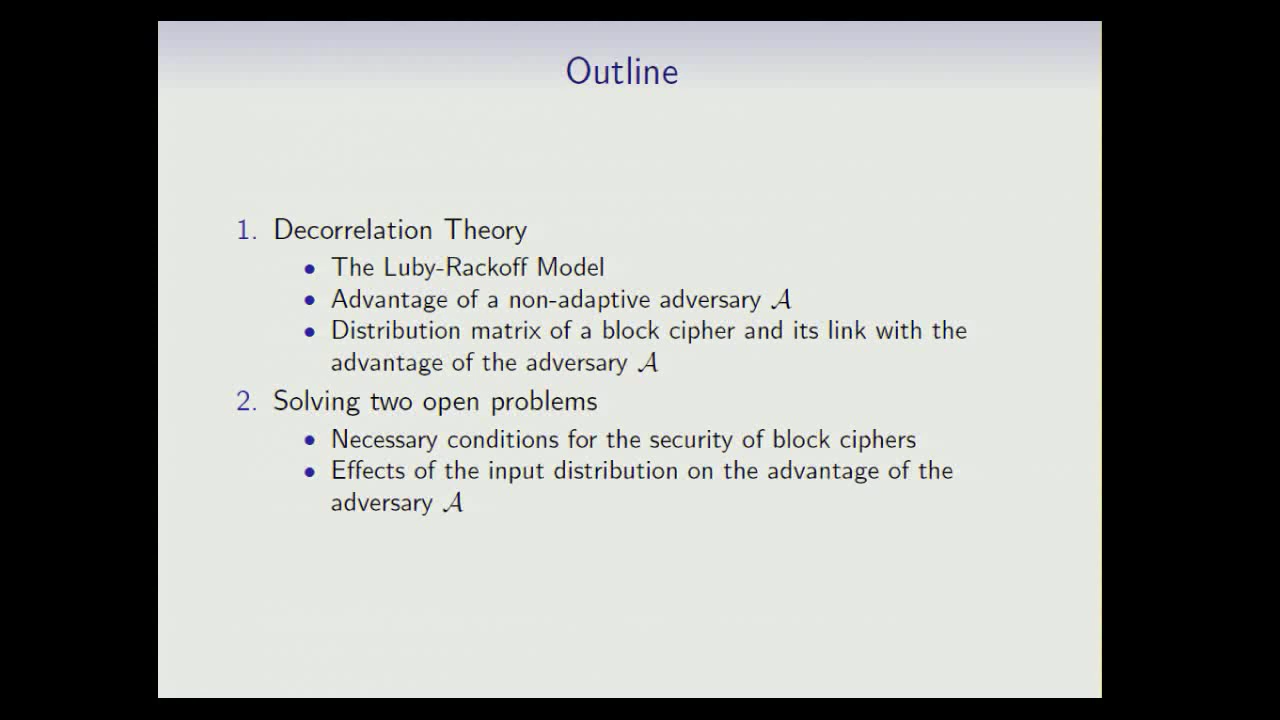 Outline
1. Decorrelation Theory
• The Luby-Rackoff Model
• Advantage of a non-adaptive adversary 𝒜
• Distribution matrix of a block cipher and its link with the
advantage of the adversary 𝒜
2. Solving two open problems
• Necessary conditions for the security of block ciphers
• Effects of the input distribution on the advantage of the
adversary 𝒜